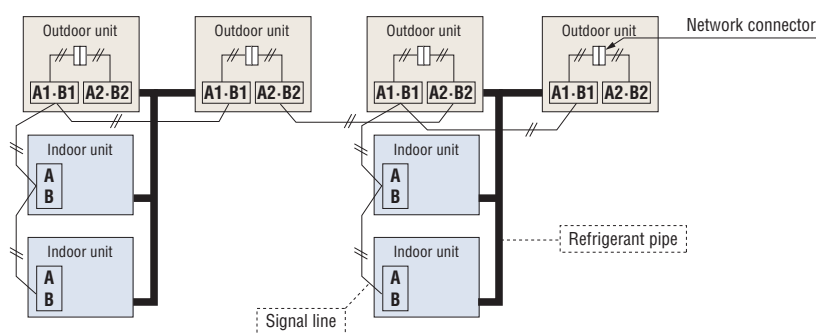 Outdoor unit
Outdoor unit
Outdoor unit
Outdoor unit
Network connector
A1·B1 A2·B2
A1·B1 A2·B2
A1·B1 A2·B2
A1·B1 A2·B2
Indoor unit
A
B
Indoor unit
A
B
Indoor unit
A
B
Indoor unit
A
B
Refrigerant pipe
Signal line